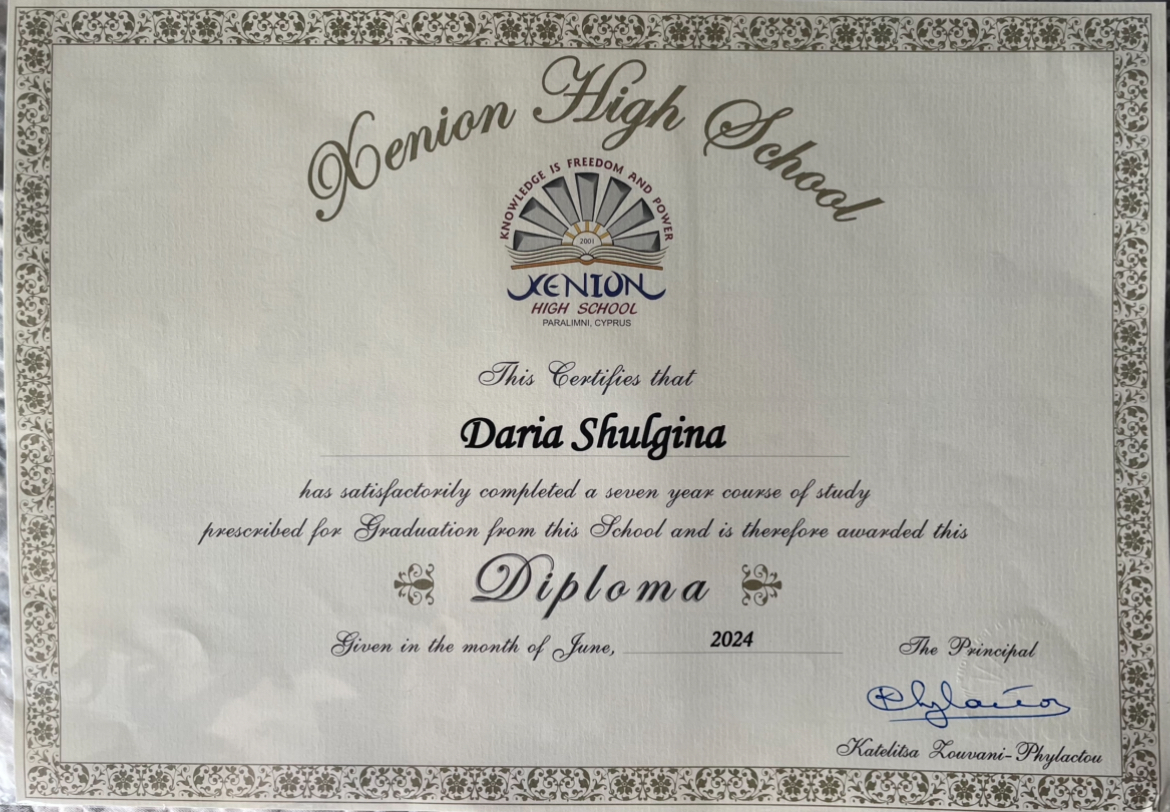 Xenion High School
KNOWLEDGE IS FREEDOM AND POWER
2001
XENION
HIGH SCHOOL
PARALIMNI, CYPRUS
This Certifies that
Daria Shulgina
has satisfactorily completed a seven year course of study
prescribed for Graduation from this School and is therefore awarded this
Diploma
Given in the month of June, 2024
The Principal
Phylactou
Katelitsa Zouvani-Phylactou